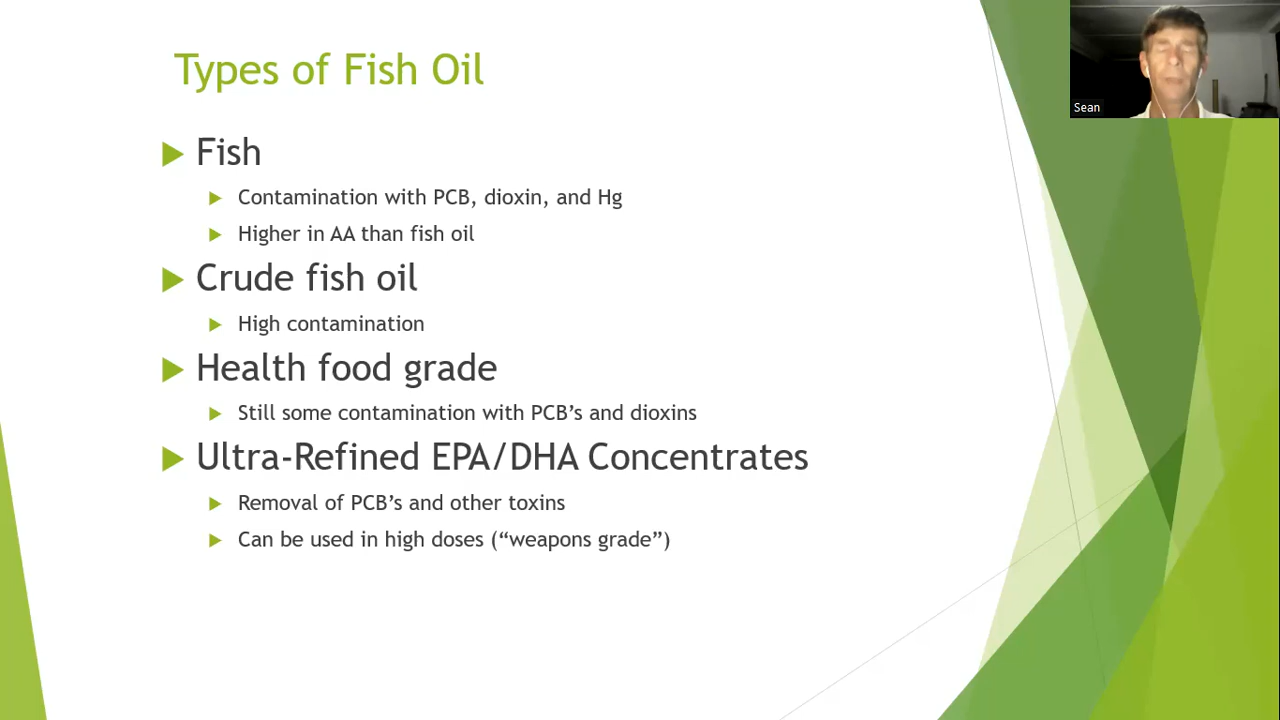 Types of Fish Oil
Sean
Fish
Contamination with PCB, dioxin, and Hg
Higher in AA than fish oil
Crude fish oil
High contamination
Health food grade
Still some contamination with PCB’s and dioxins
Ultra-Refined EPA/DHA Concentrates
Removal of PCB’s and other toxins
Can be used in high doses (“weapons grade”)